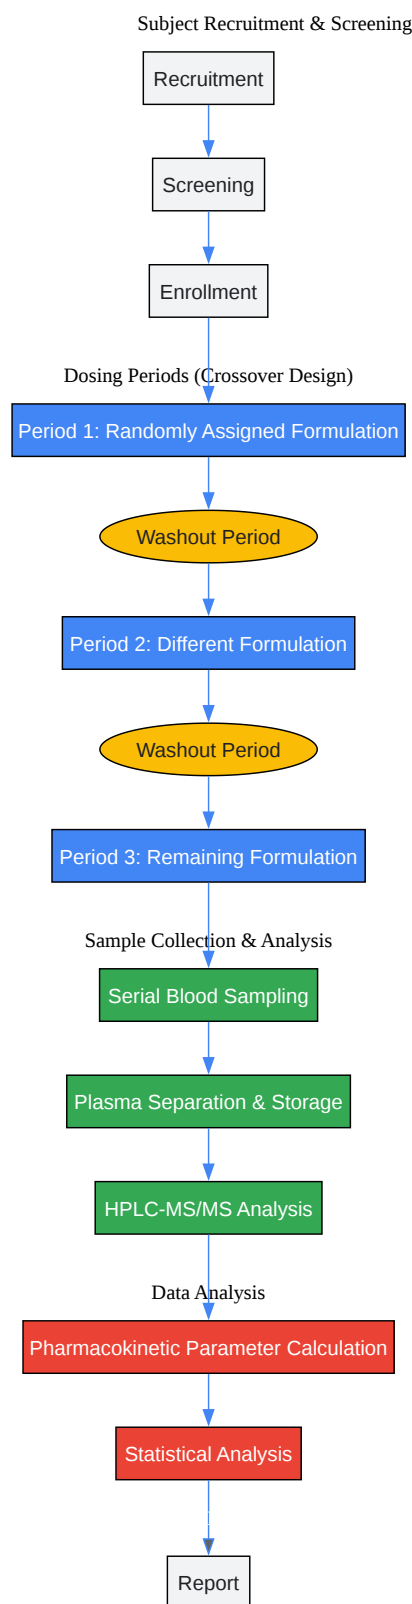 Subject Recruitment & Screening
Recruitment
Screening
Enrollment
Dosing Periods (Crossover Design)
Period 1: Randomly Assigned Formulation
Washout Period
Period 2: Different Formulation
Washout Period
Period 3: Remaining Formulation
Sample Collection & Analysis
Serial Blood Sampling
Plasma Separation & Storage
HPLC-MS/MS Analysis
Data Analysis
Pharmacokinetic Parameter Calculation
Statistical Analysis
Report